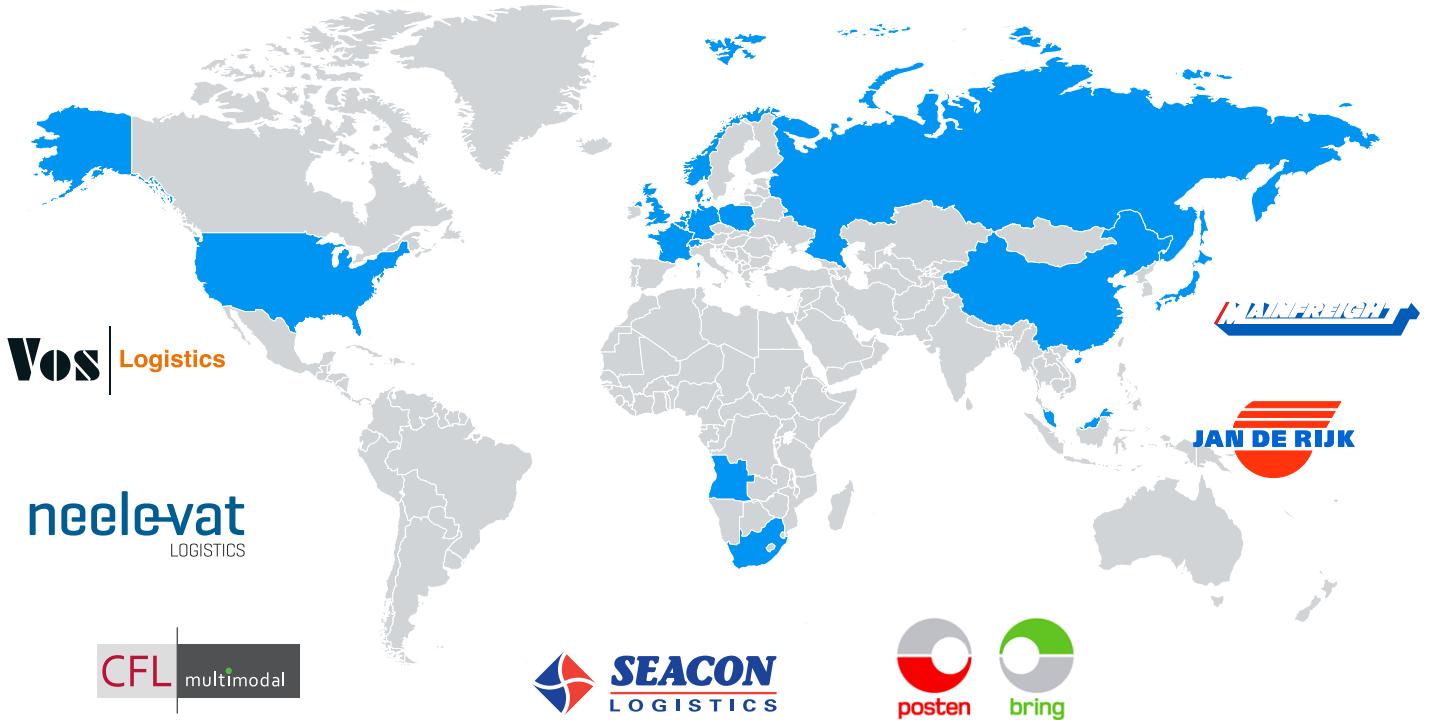 MAINFREIGHT
Vos Logistics
JAN DE RIJK
neele-vat
LOGISTICS
CFL multimodal
SEACON
LOGISTICS
posten bring